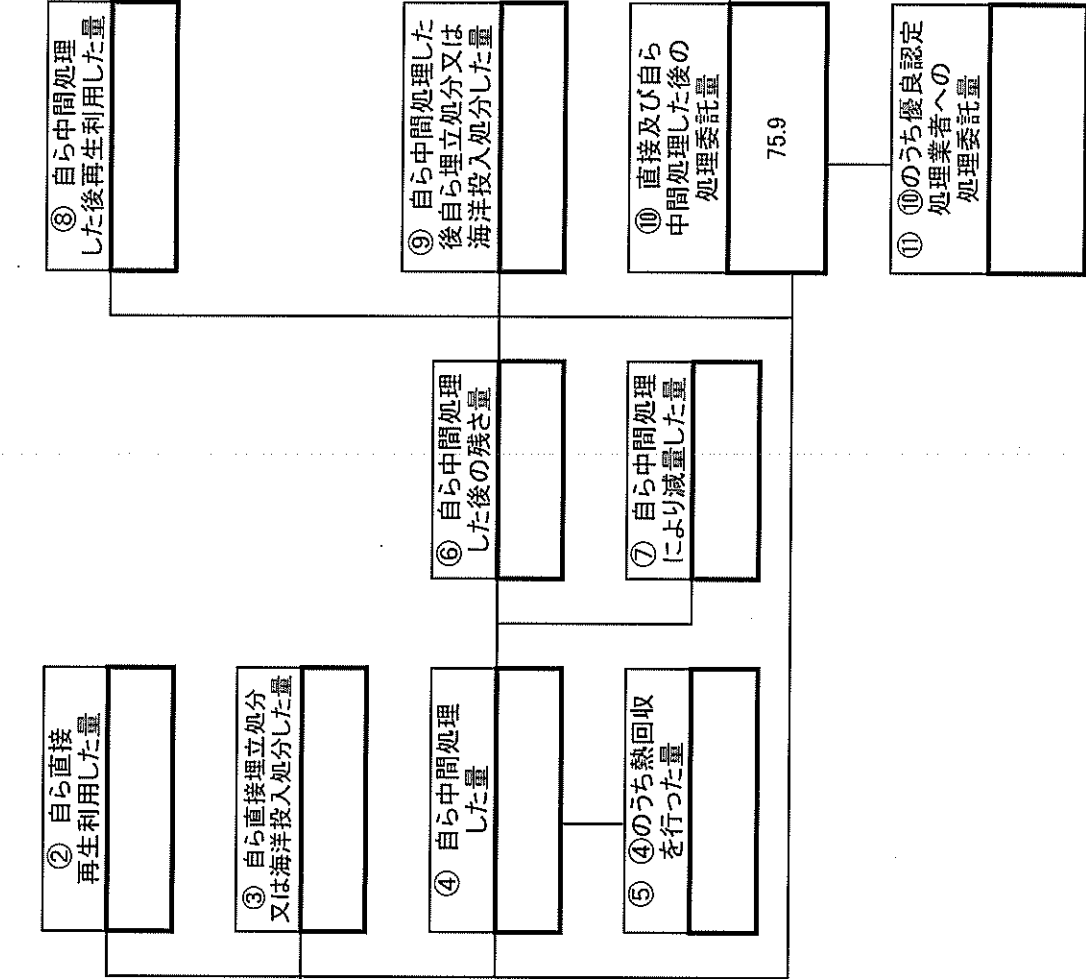 ② 自ら直接
再生利用した量
③ 自ら直接埋立処分
又は海洋投入処分した量
④ 自ら中間処理
した量
⑤ ④のうち熱回収
を行った量
⑥ 自ら中間処理
した後の残さ量
⑦ 自ら中間処理
により減量した量
⑧ 自ら中間処理
した後再生利用した量
⑨ 自ら中間処理した
後自ら埋立処分又は
海洋投入処分した量
⑩ 直接及び自ら
中間処理した後の
処理委託量
75.9
⑪ ⑩のうち優良認定
処理業者への
処理委託量